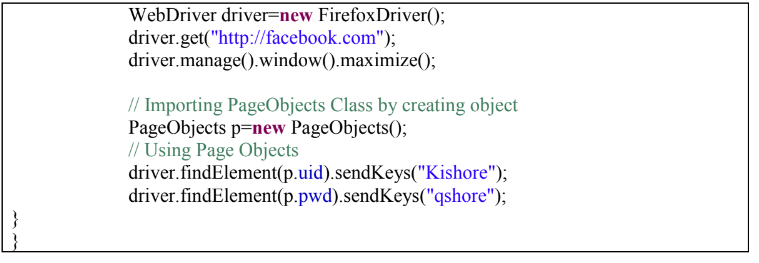 WebDriver driver=new FirefoxDriver();
driver.get("http://facebook.com");
driver.manage().window().maximize();
// Importing PageObjects Class by creating object
PageObjects p=new PageObjects();
// Using Page Objects
driver.findElement(p.uid).sendKeys("Kishore");
driver.findElement(p.pwd).sendKeys("qshore");
}
}